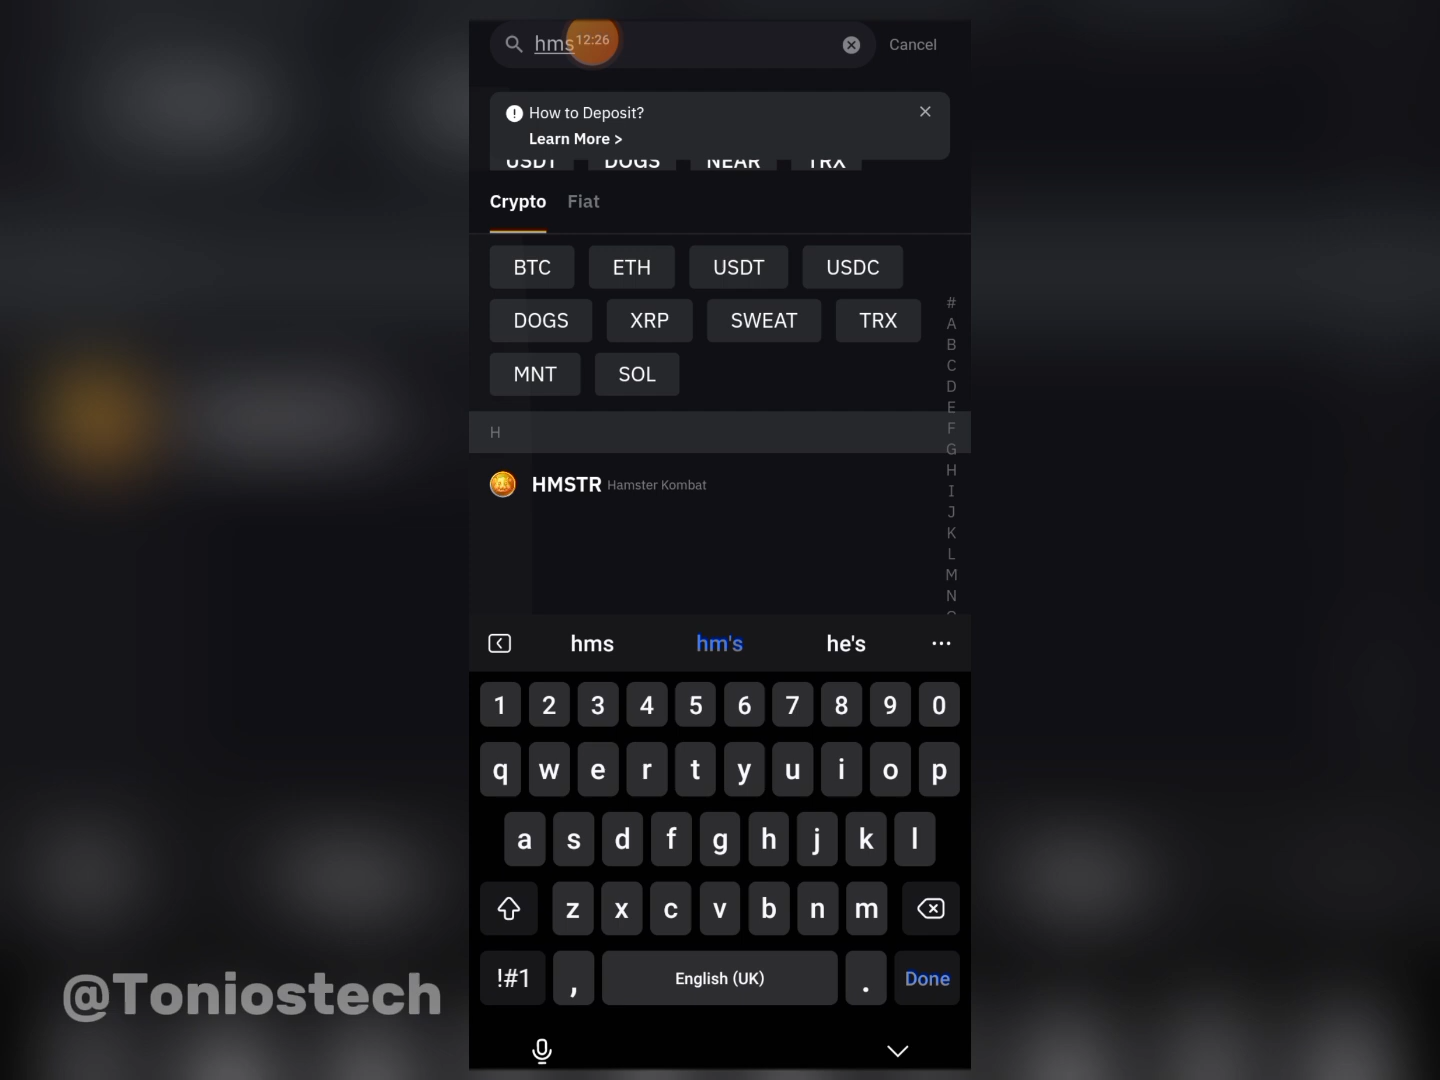 hms
12:26
Cancel
How to Deposit?
Learn More >
USDT DOGS NEAR TRX
Crypto Fiat
BTC ETH USDT USDC
DOGS XRP SWEAT TRX
MNT SOL
#
A
B
C
D
E
F
G
H
I
J
K
L
M
N
H
HMSTR Hamster Kombat
hms hm's he's ...
1 2 3 4 5 6 7 8 9 0
q w e r t y u i o p
a s d f g h j k l
z x c v b n m
!#1 , English (UK) . Done
@Toniostech